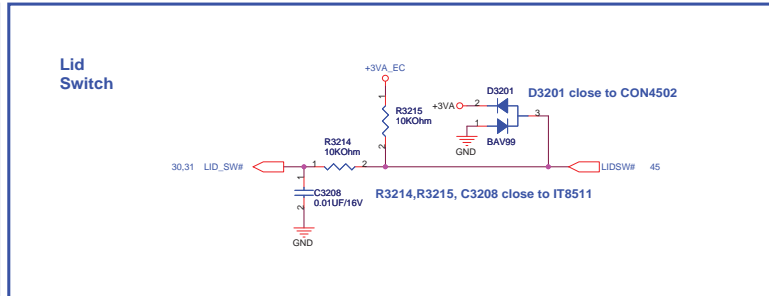 Lid
Switch
+3VA_EC
1
R3215
10KOhm
2
+3VA
2
D3201
3
1
BAV99
GND
D3201 close to CON4502
R3214
10KOhm
30,31 LID_SW#
1
2
LIDSW# 45
1
C3208
0.01UF/16V
2
GND
R3214,R3215, C3208 close to IT8511